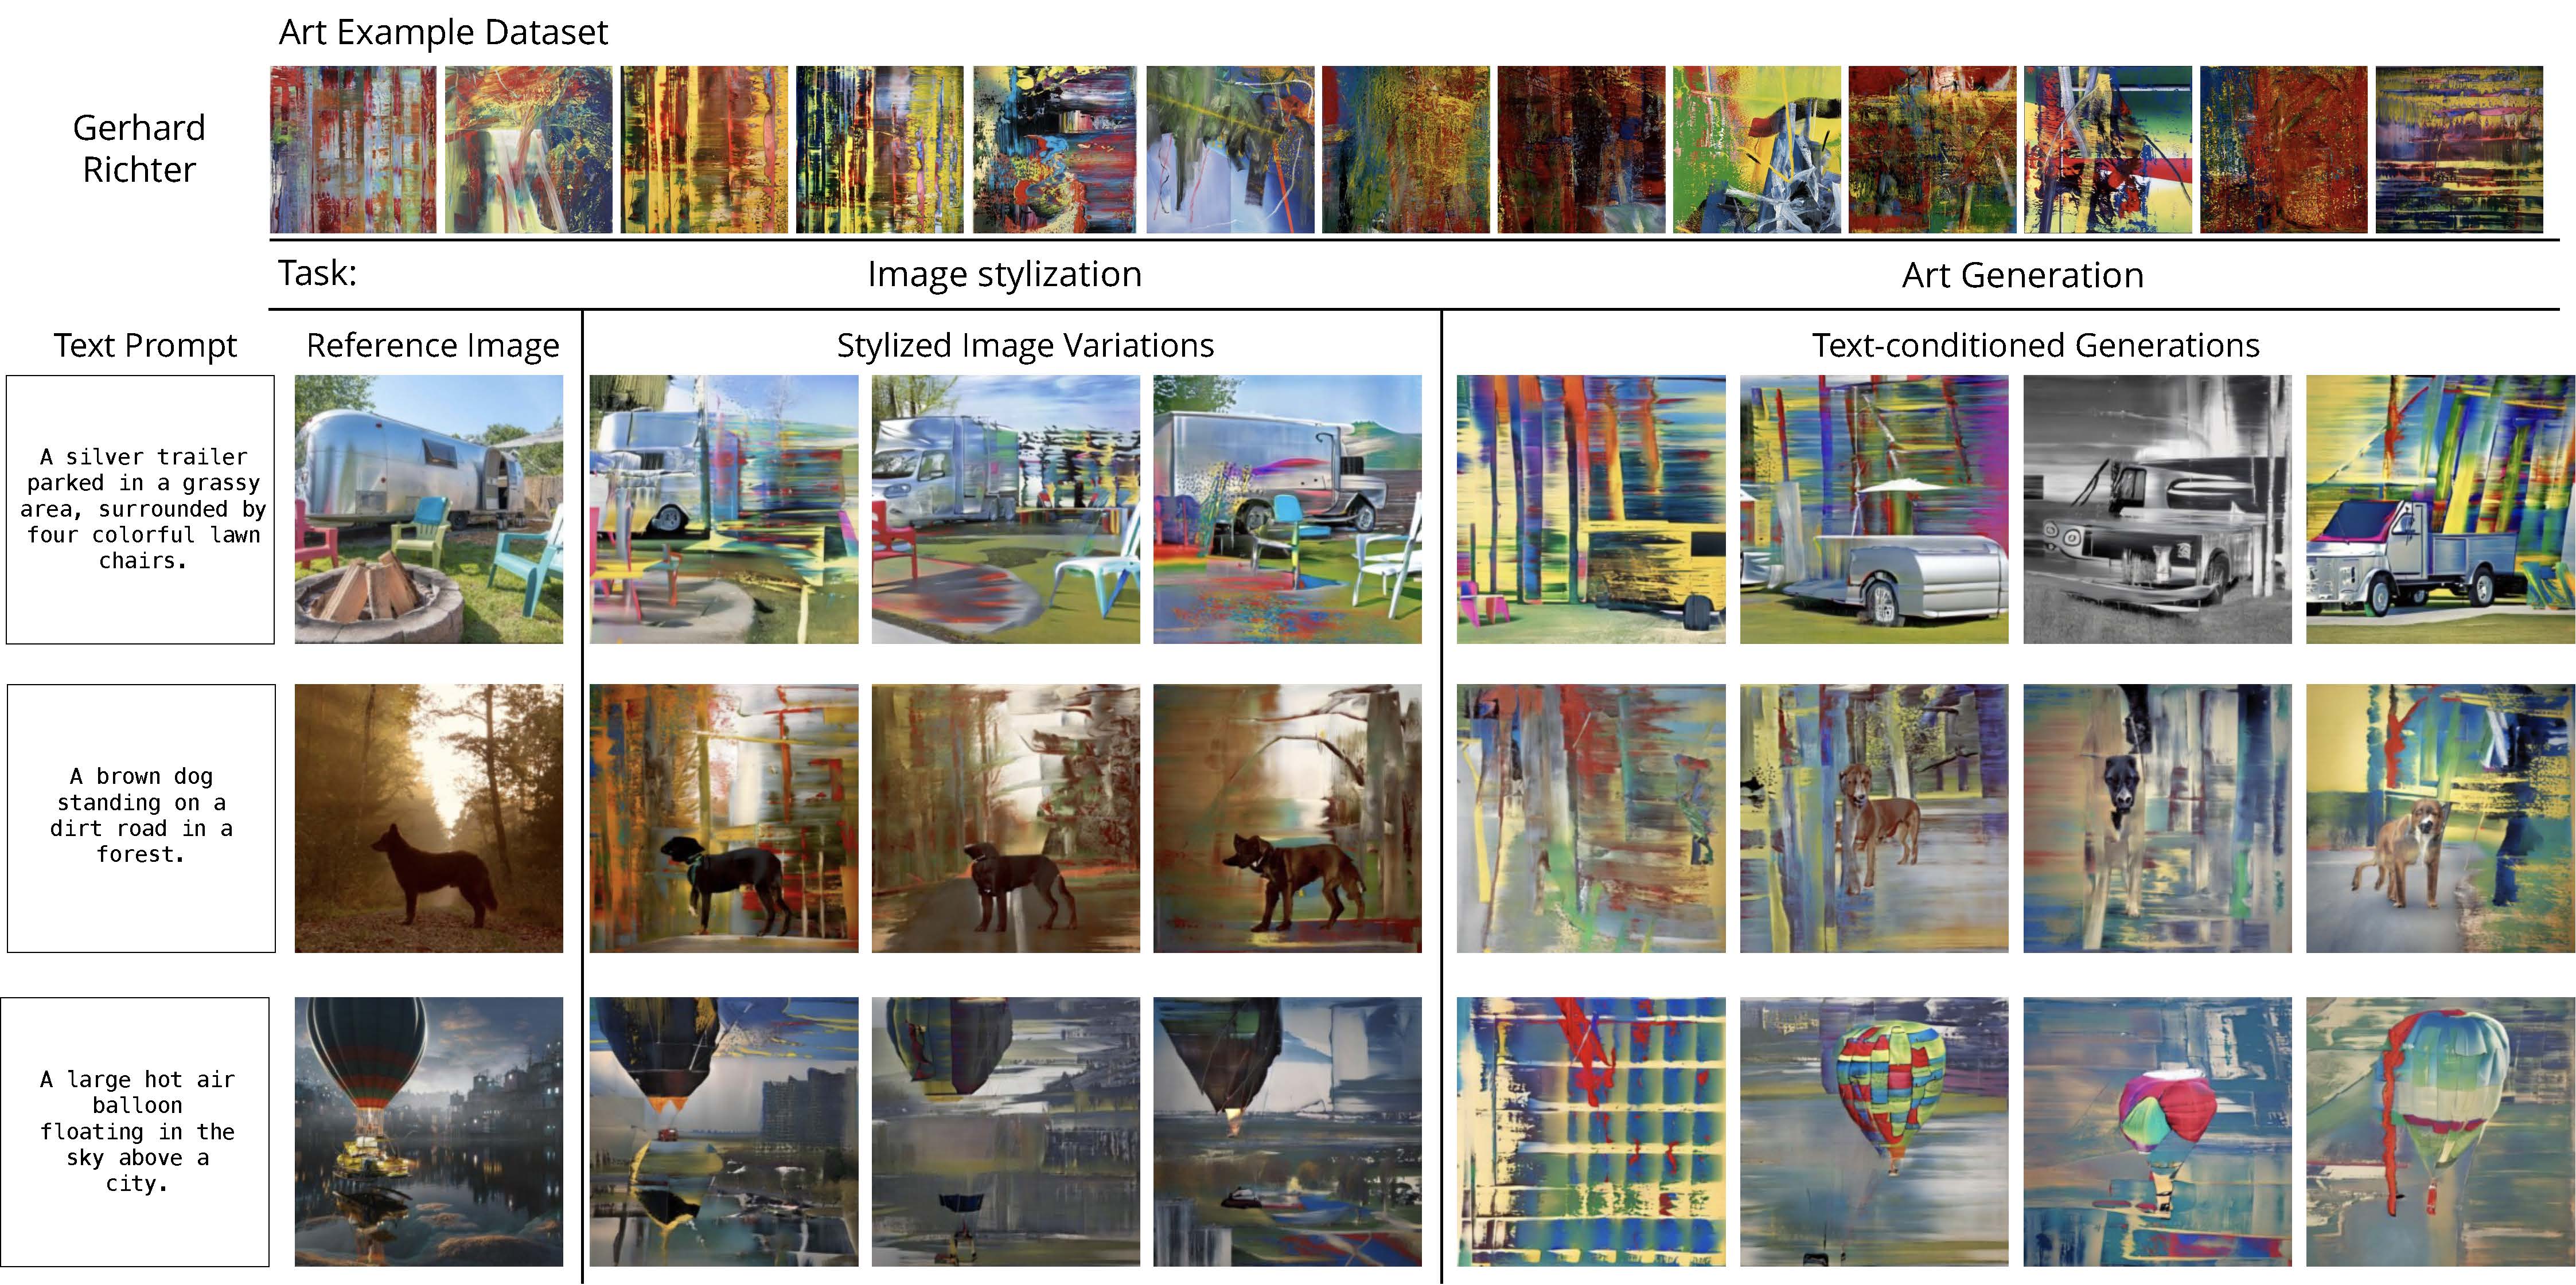 Art Example Dataset
Gerhard
Richter
Task:
Image stylization
Art Generation
Text Prompt
Reference Image
Stylized Image Variations
Text-conditioned Generations
A silver trailer
parked in a grassy
area, surrounded by
four colorful lawn
chairs.
A brown dog
standing on a
dirt road in a
forest.
A large hot air
balloon
floating in the
sky above a
city.